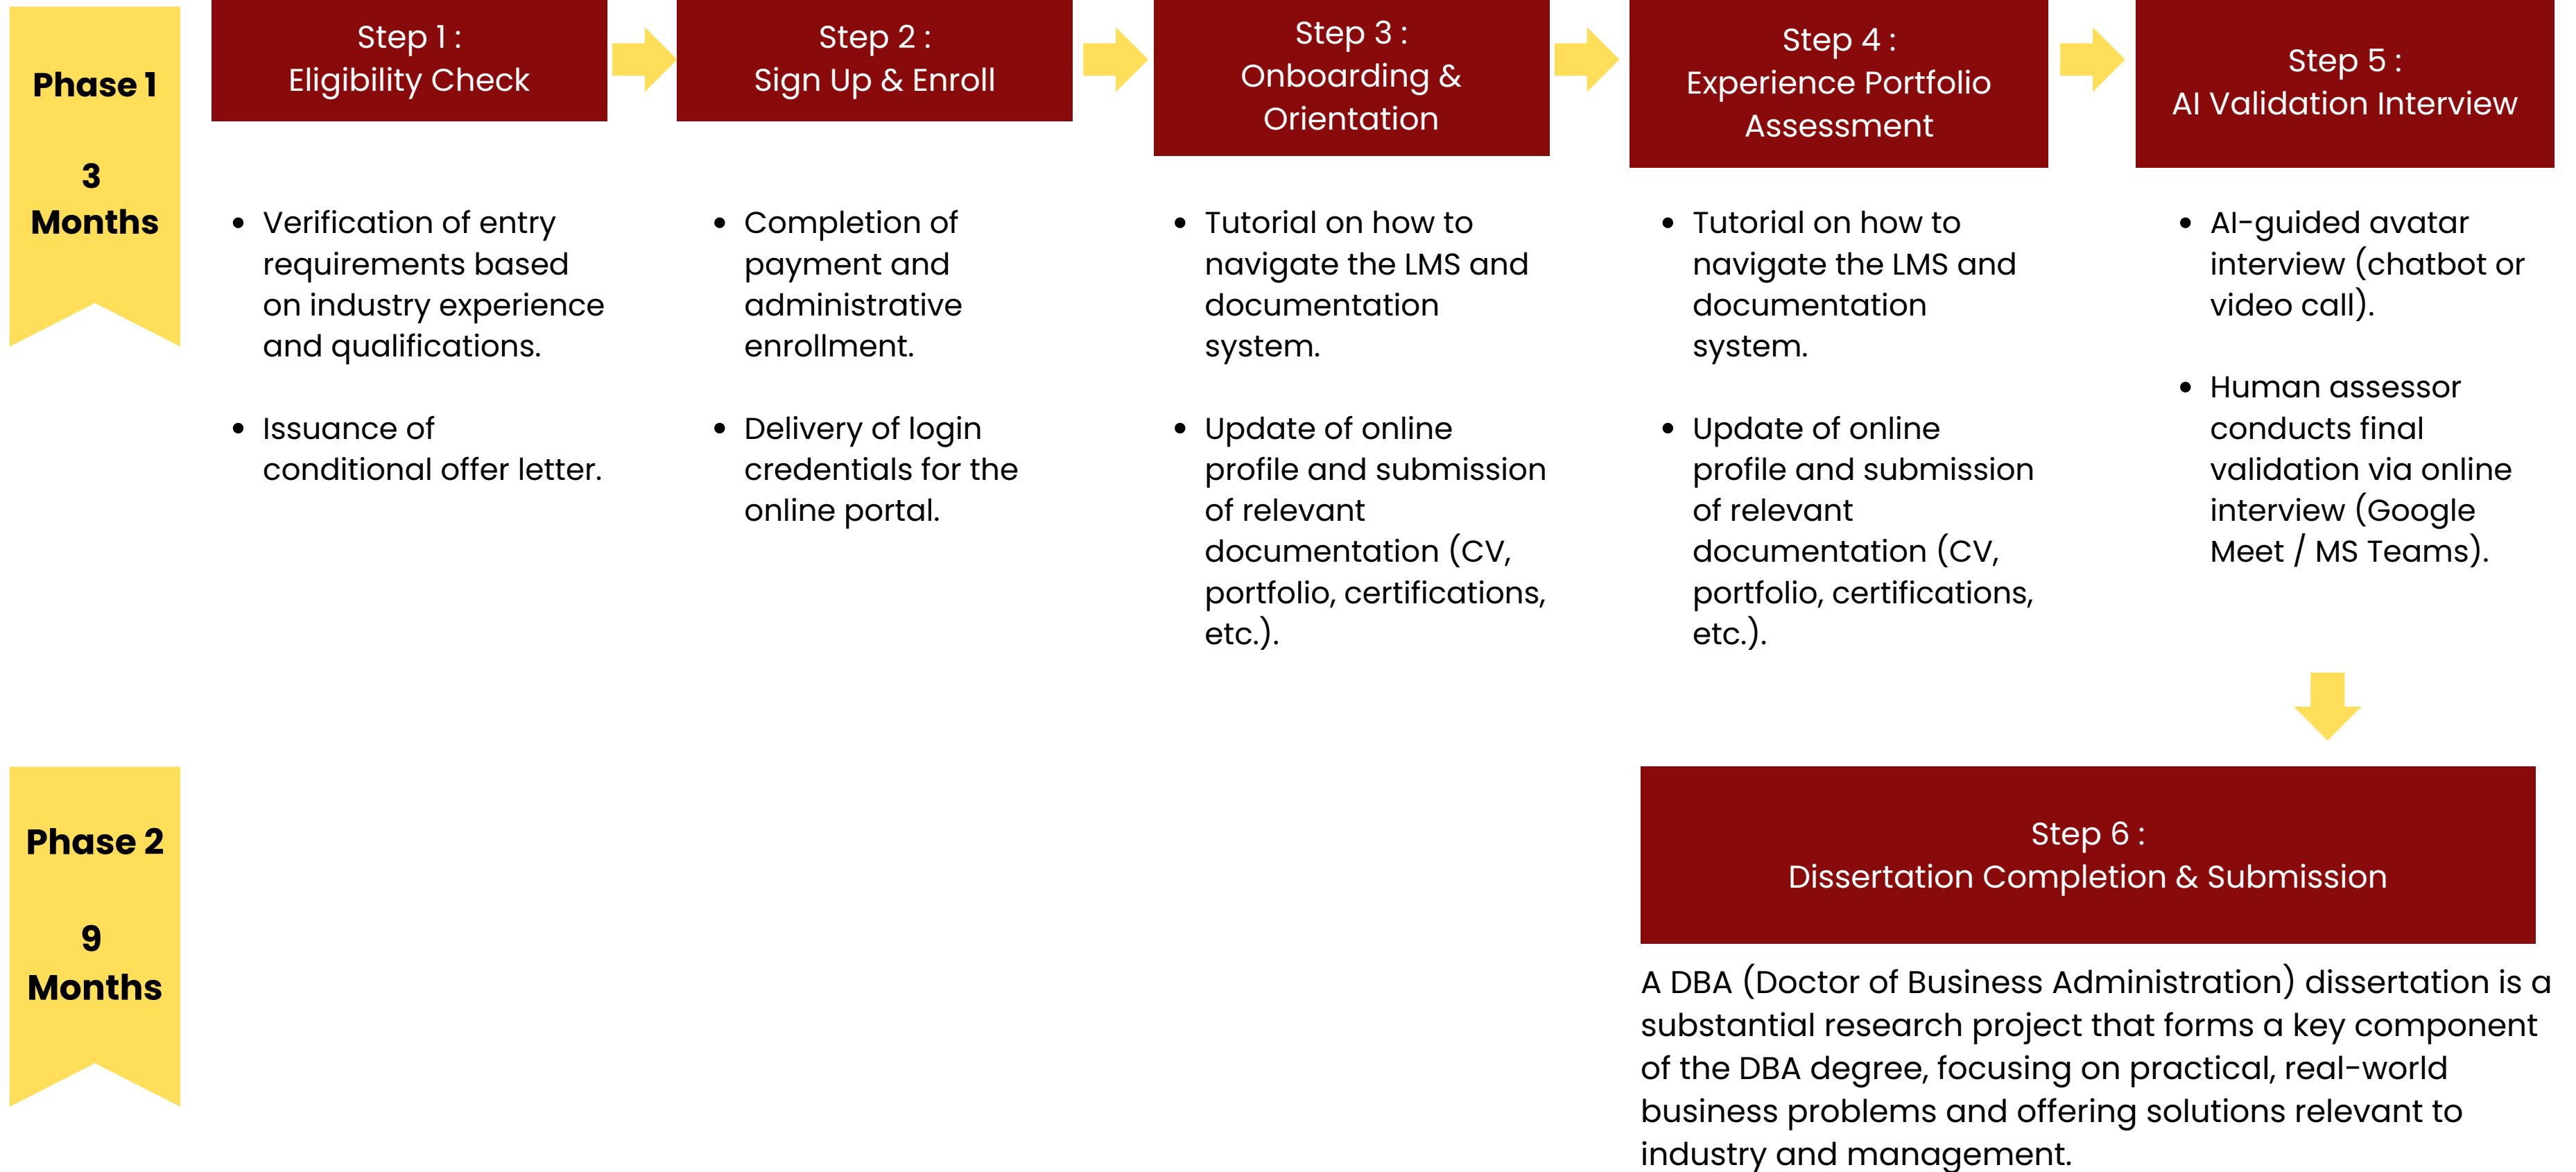 Phase 1
3
Months
Step 1 :
Eligibility Check
• Verification of entry
requirements based
on industry experience
and qualifications.
• Issuance of
conditional offer letter.
Step 2 :
Sign Up & Enroll
• Completion of
payment and
administrative
enrollment.
• Delivery of login
credentials for the
online portal.
Step 3 :
Onboarding &
Orientation
• Tutorial on how to
navigate the LMS and
documentation
system.
• Update of online
profile and submission
of relevant
documentation (CV,
portfolio, certifications,
etc.).
Step 4 :
Experience Portfolio
Assessment
• Tutorial on how to
navigate the LMS and
documentation
system.
• Update of online
profile and submission
of relevant
documentation (CV,
portfolio, certifications,
etc.).
Step 5 :
AI Validation Interview
• AI-guided avatar
interview (chatbot or
video call).
• Human assessor
conducts final
validation via online
interview (Google
Meet / MS Teams).
Phase 2
9
Months
Step 6 :
Dissertation Completion & Submission
A DBA (Doctor of Business Administration) dissertation is a
substantial research project that forms a key component
of the DBA degree, focusing on practical, real-world
business problems and offering solutions relevant to
industry and management.